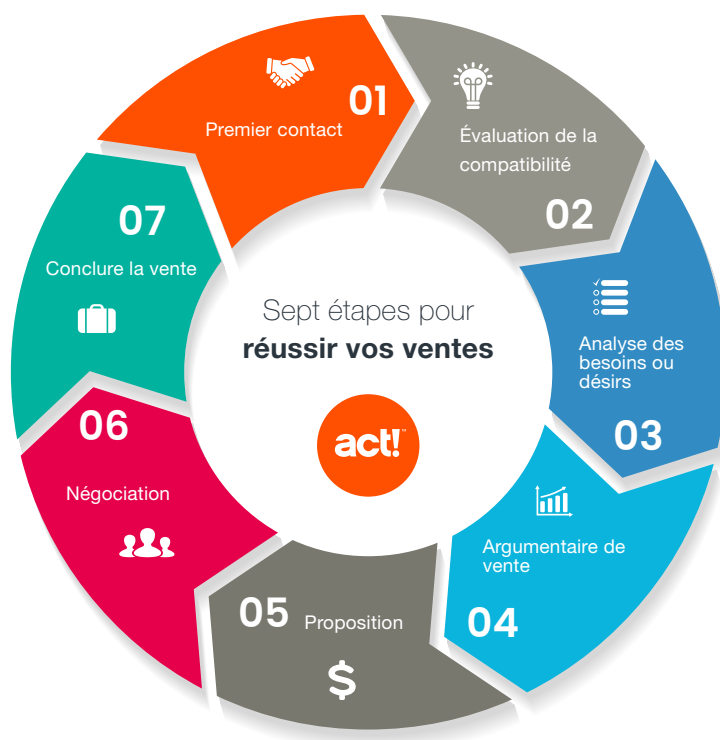 Sept étapes pour
réussir vos ventes
act!™
01
Premier contact
Évaluation de la
compatibilité
02
Analyse des
besoins ou
désirs
03
Argumentaire de
vente
04
05 Proposition
$
06
Négociation
07
Conclure la vente